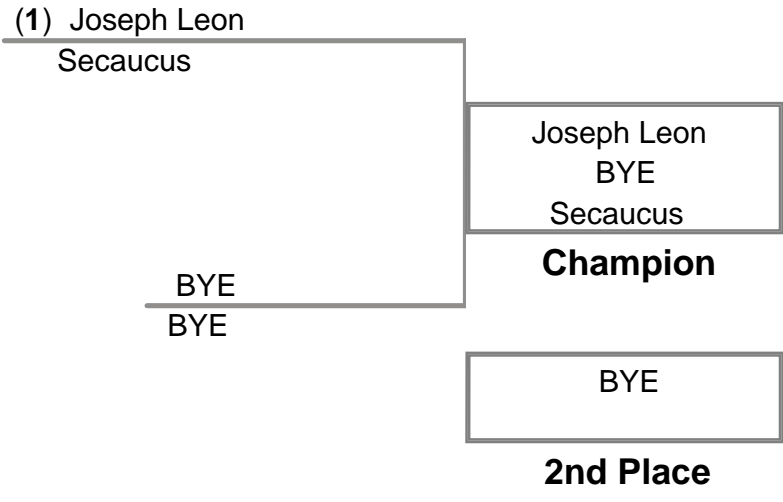 (1) Joseph Leon
Secaucus
Joseph Leon
BYE
Secaucus
Champion
BYE
BYE
BYE
2nd Place